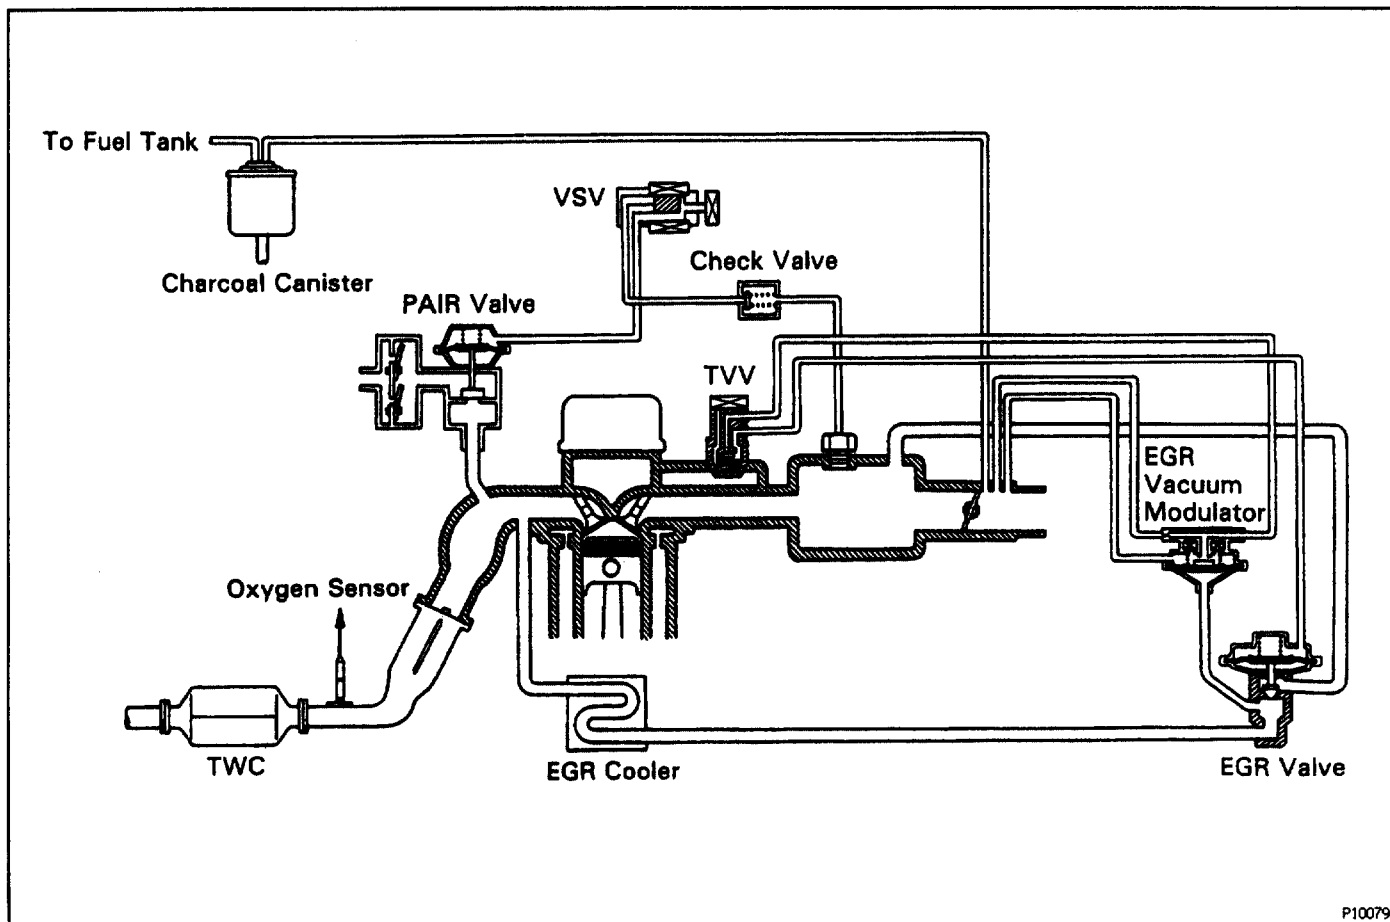 To Fuel Tank
VSV
Charcoal Canister
Check Valve
PAIR Valve
TVV
EGR
Vacuum
Modulator
Oxygen Sensor
TWC
EGR Cooler
EGR Valve
P10079